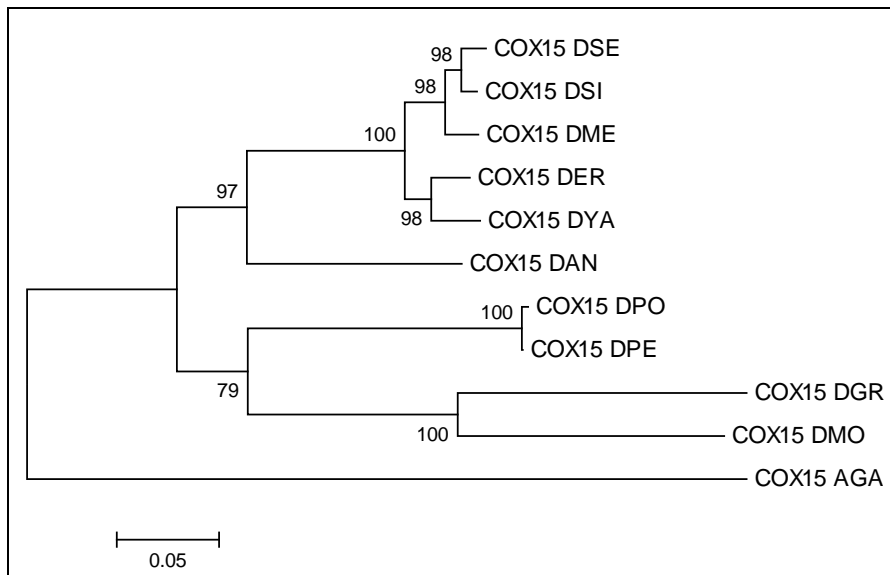 COX15 DSE
98
COX15 DSI
98
COX15 DME
100
COX15 DER
97
98
COX15 DYA
COX15 DAN
COX15 DPO
100
COX15 DPE
79
COX15 DGR
100
COX15 DMO
COX15 AGA
0.05